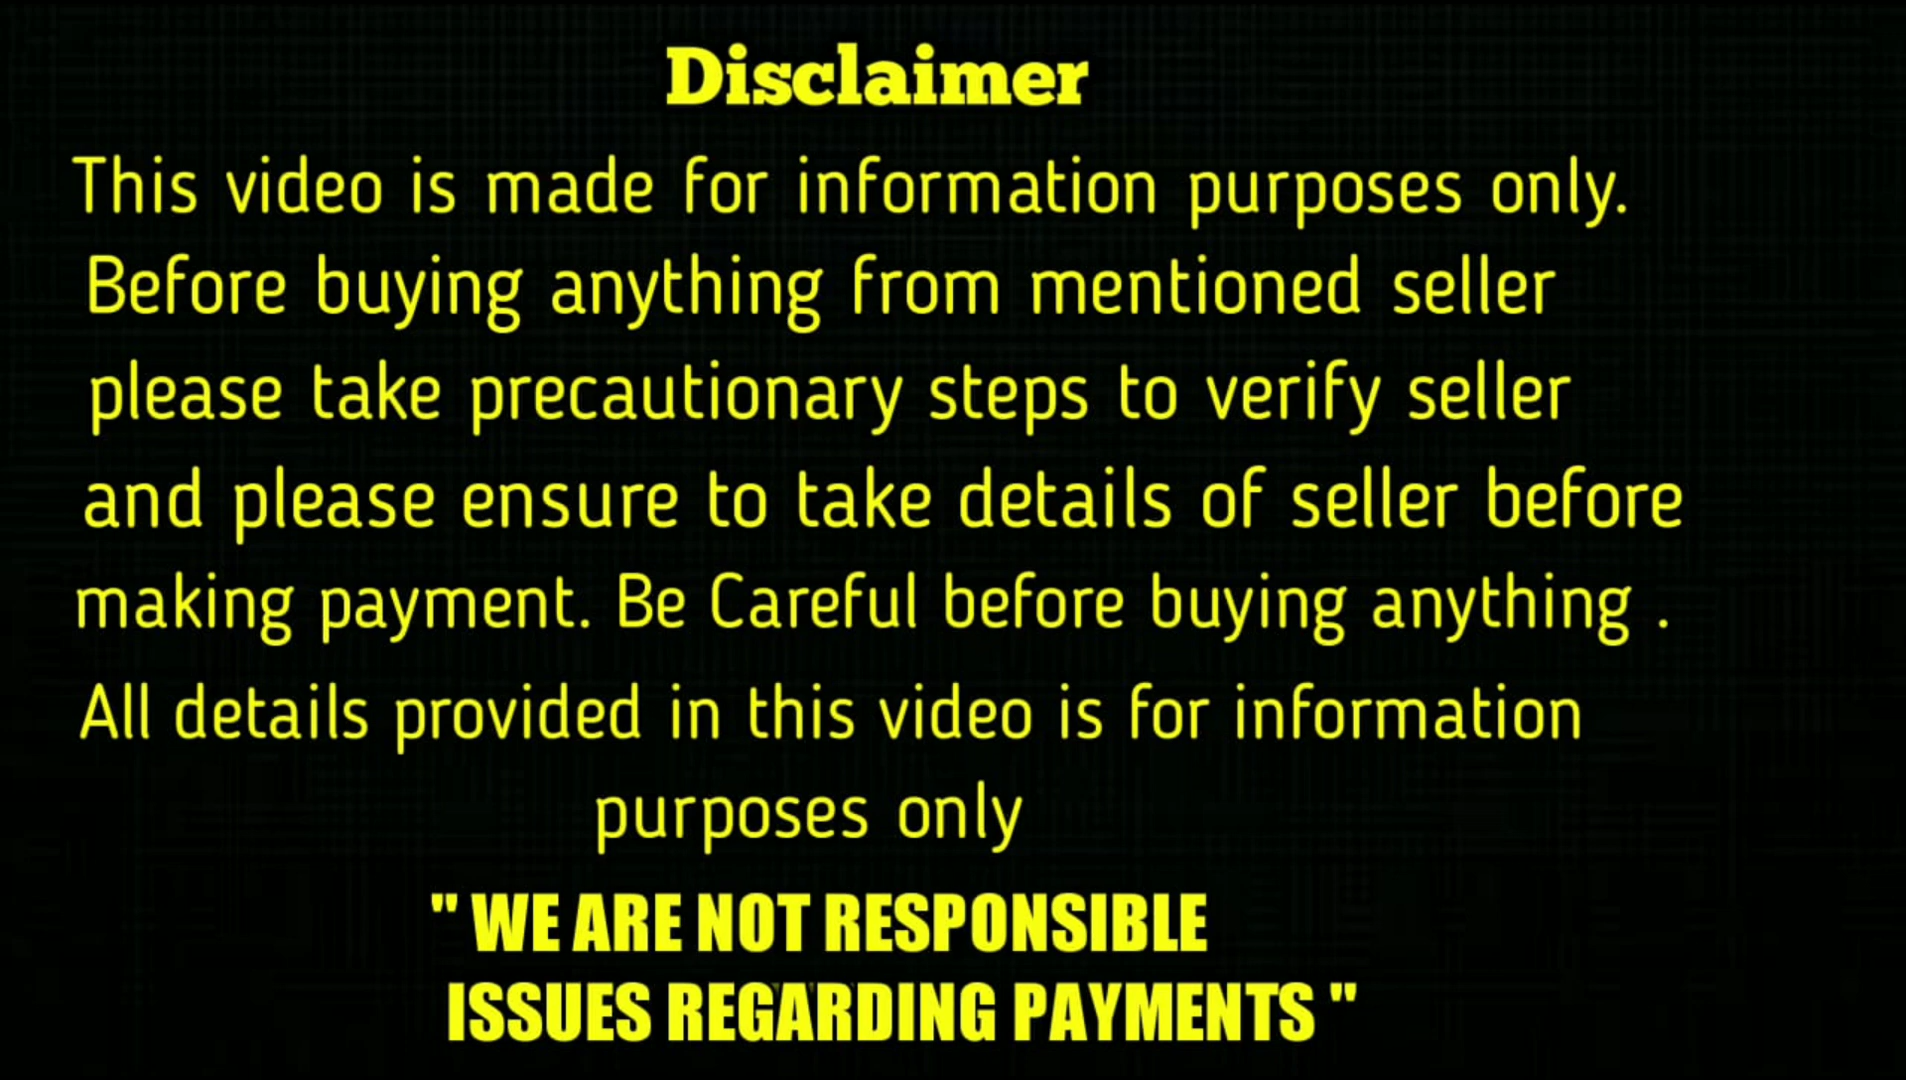 Disclaimer
This video is made for information purposes only.
Before buying anything from mentioned seller
please take precautionary steps to verify seller
and please ensure to take details of seller before
making payment. Be Careful before buying anything .
All details provided in this video is for information
purposes only
" WE ARE NOT RESPONSIBLE
ISSUES REGARDING PAYMENTS "